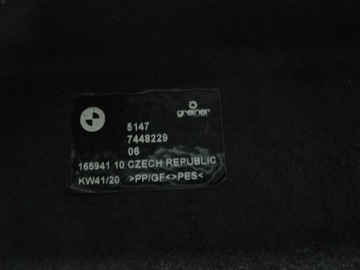 greiner
5147
7448229
06
165941 10 CZECH REPUBLIC
KW41/20 >PP/GF<>PES<